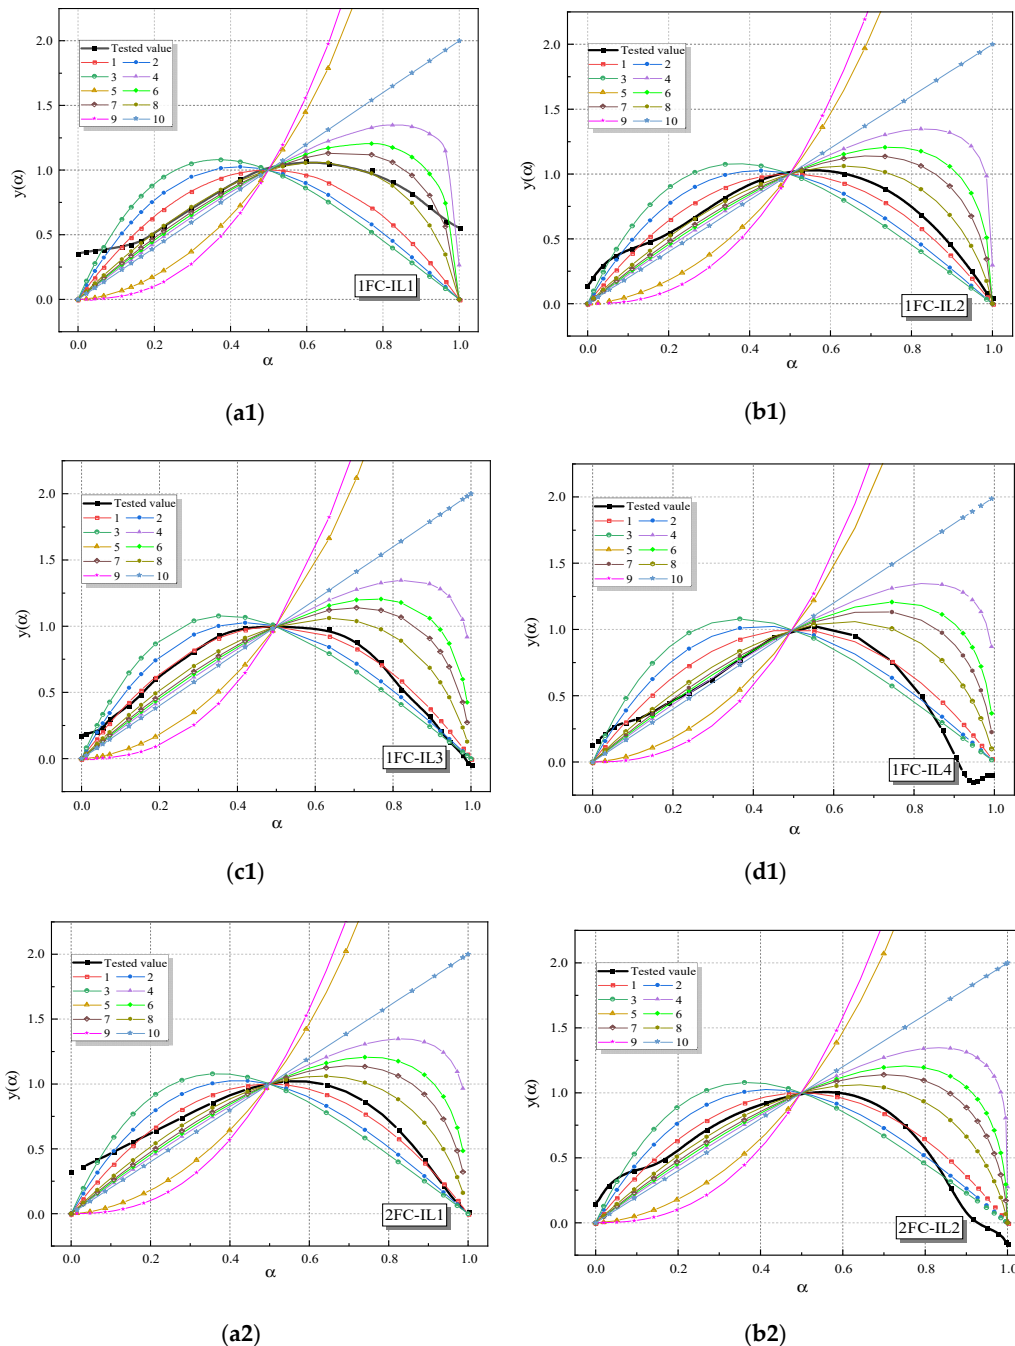 2.0
1.5
1.0
0.5
0.0
y(α)
Tested value
1 2
3 4
5 6
7 8
9 10
1FC-IL1
0.0 0.2 0.4 0.6 0.8 1.0
α
(a1)
2.0
1.5
1.0
0.5
0.0
y(α)
Tested value
1 2
3 4
5 6
7 8
9 10
1FC-IL2
0.0 0.2 0.4 0.6 0.8 1.0
α
(b1)
2.0
1.5
1.0
0.5
0.0
y(α)
Tested value
1 2
3 4
5 6
7 8
9 10
1FC-IL3
0.0 0.2 0.4 0.6 0.8 1.0
α
(c1)
2.0
1.5
1.0
0.5
0.0
y(α)
Tested vaule
1 2
3 4
5 6
7 8
9 10
1FC-IL4
0.0 0.2 0.4 0.6 0.8 1.0
α
(d1)
2.0
1.5
1.0
0.5
0.0
y(α)
Tested value
1 2
3 4
5 6
7 8
9 10
2FC-IL1
0.0 0.2 0.4 0.6 0.8 1.0
α
(a2)
2.0
1.5
1.0
0.5
0.0
y(α)
Tested vaule
1 2
3 4
5 6
7 8
9 10
2FC-IL2
0.0 0.2 0.4 0.6 0.8 1.0
α
(b2)